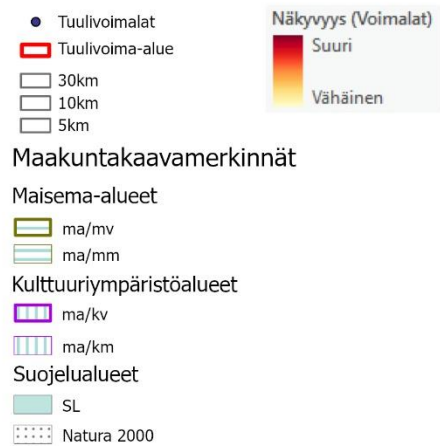 Tuulivoimalat
Tuulivoima-alue
30km
10km
5km
Näkyvyys (Voimalat)
Suuri
Vähäinen
Maakuntakaavamerkinnät
Maisema-alueet
ma/mv
ma/mm
Kulttuuriympäristöalueet
ma/kv
ma/km
Suojelualueet
SL
Natura 2000